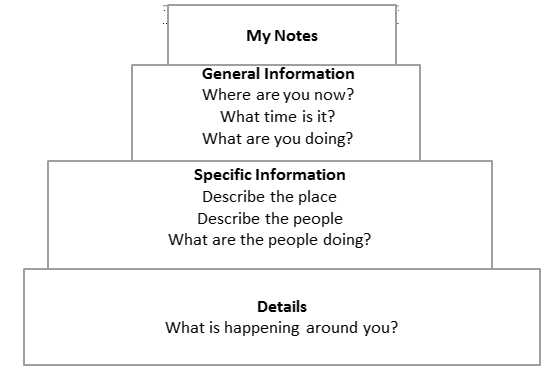 My Notes
General Information
Where are you now?
What time is it?
What are you doing?
Specific Information
Describe the place
Describe the people
What are the people doing?
Details
What is happening around you?